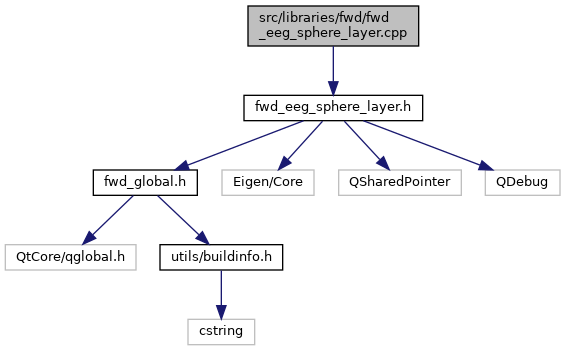 src/libraries/fwd/fwd
_eeg_sphere_layer.cpp
fwd_eeg_sphere_layer.h
fwd_global.h
Eigen/Core
QSharedPointer
QDebug
QtCore/qglobal.h
utils/buildinfo.h
cstring